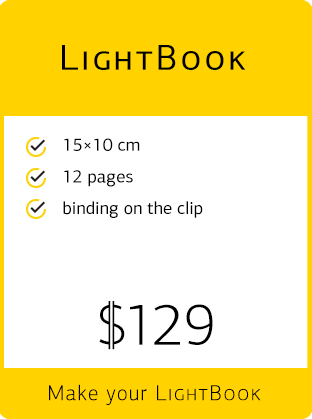 LIGHTBOOK
15×10 cm
12 pages
binding on the clip
$129
Make your LIGHTBOOK